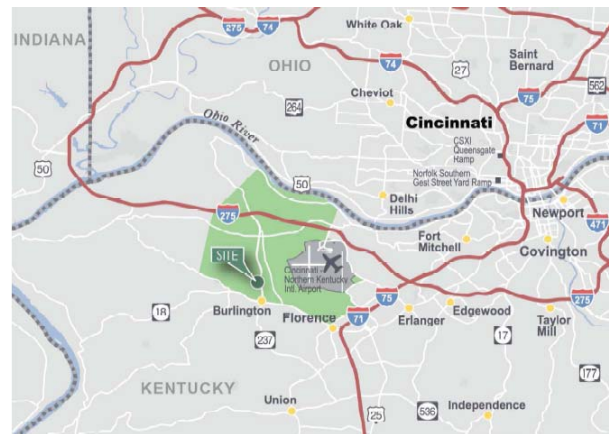 275
74
White Oak
INDIANA
OHIO
74
27
Saint
Bernard
562
Cheviot
75
264
71
Ohio River
Cincinnati
CSXI
Queensgate
Ramp
50
Norfolk Southern
Gest Street Yard Ramp
50
Delhi
Hills
Newport
275
471
Fort
Mitchell
Covington
SITE
Cincinnati -
Northern Kentucky
Intl. Airport
75
275
18
Burlington
71
Florence
Erlanger
Edgewood
Taylor
Mill
237
17
177
KENTUCKY
Union
25
536
Independence